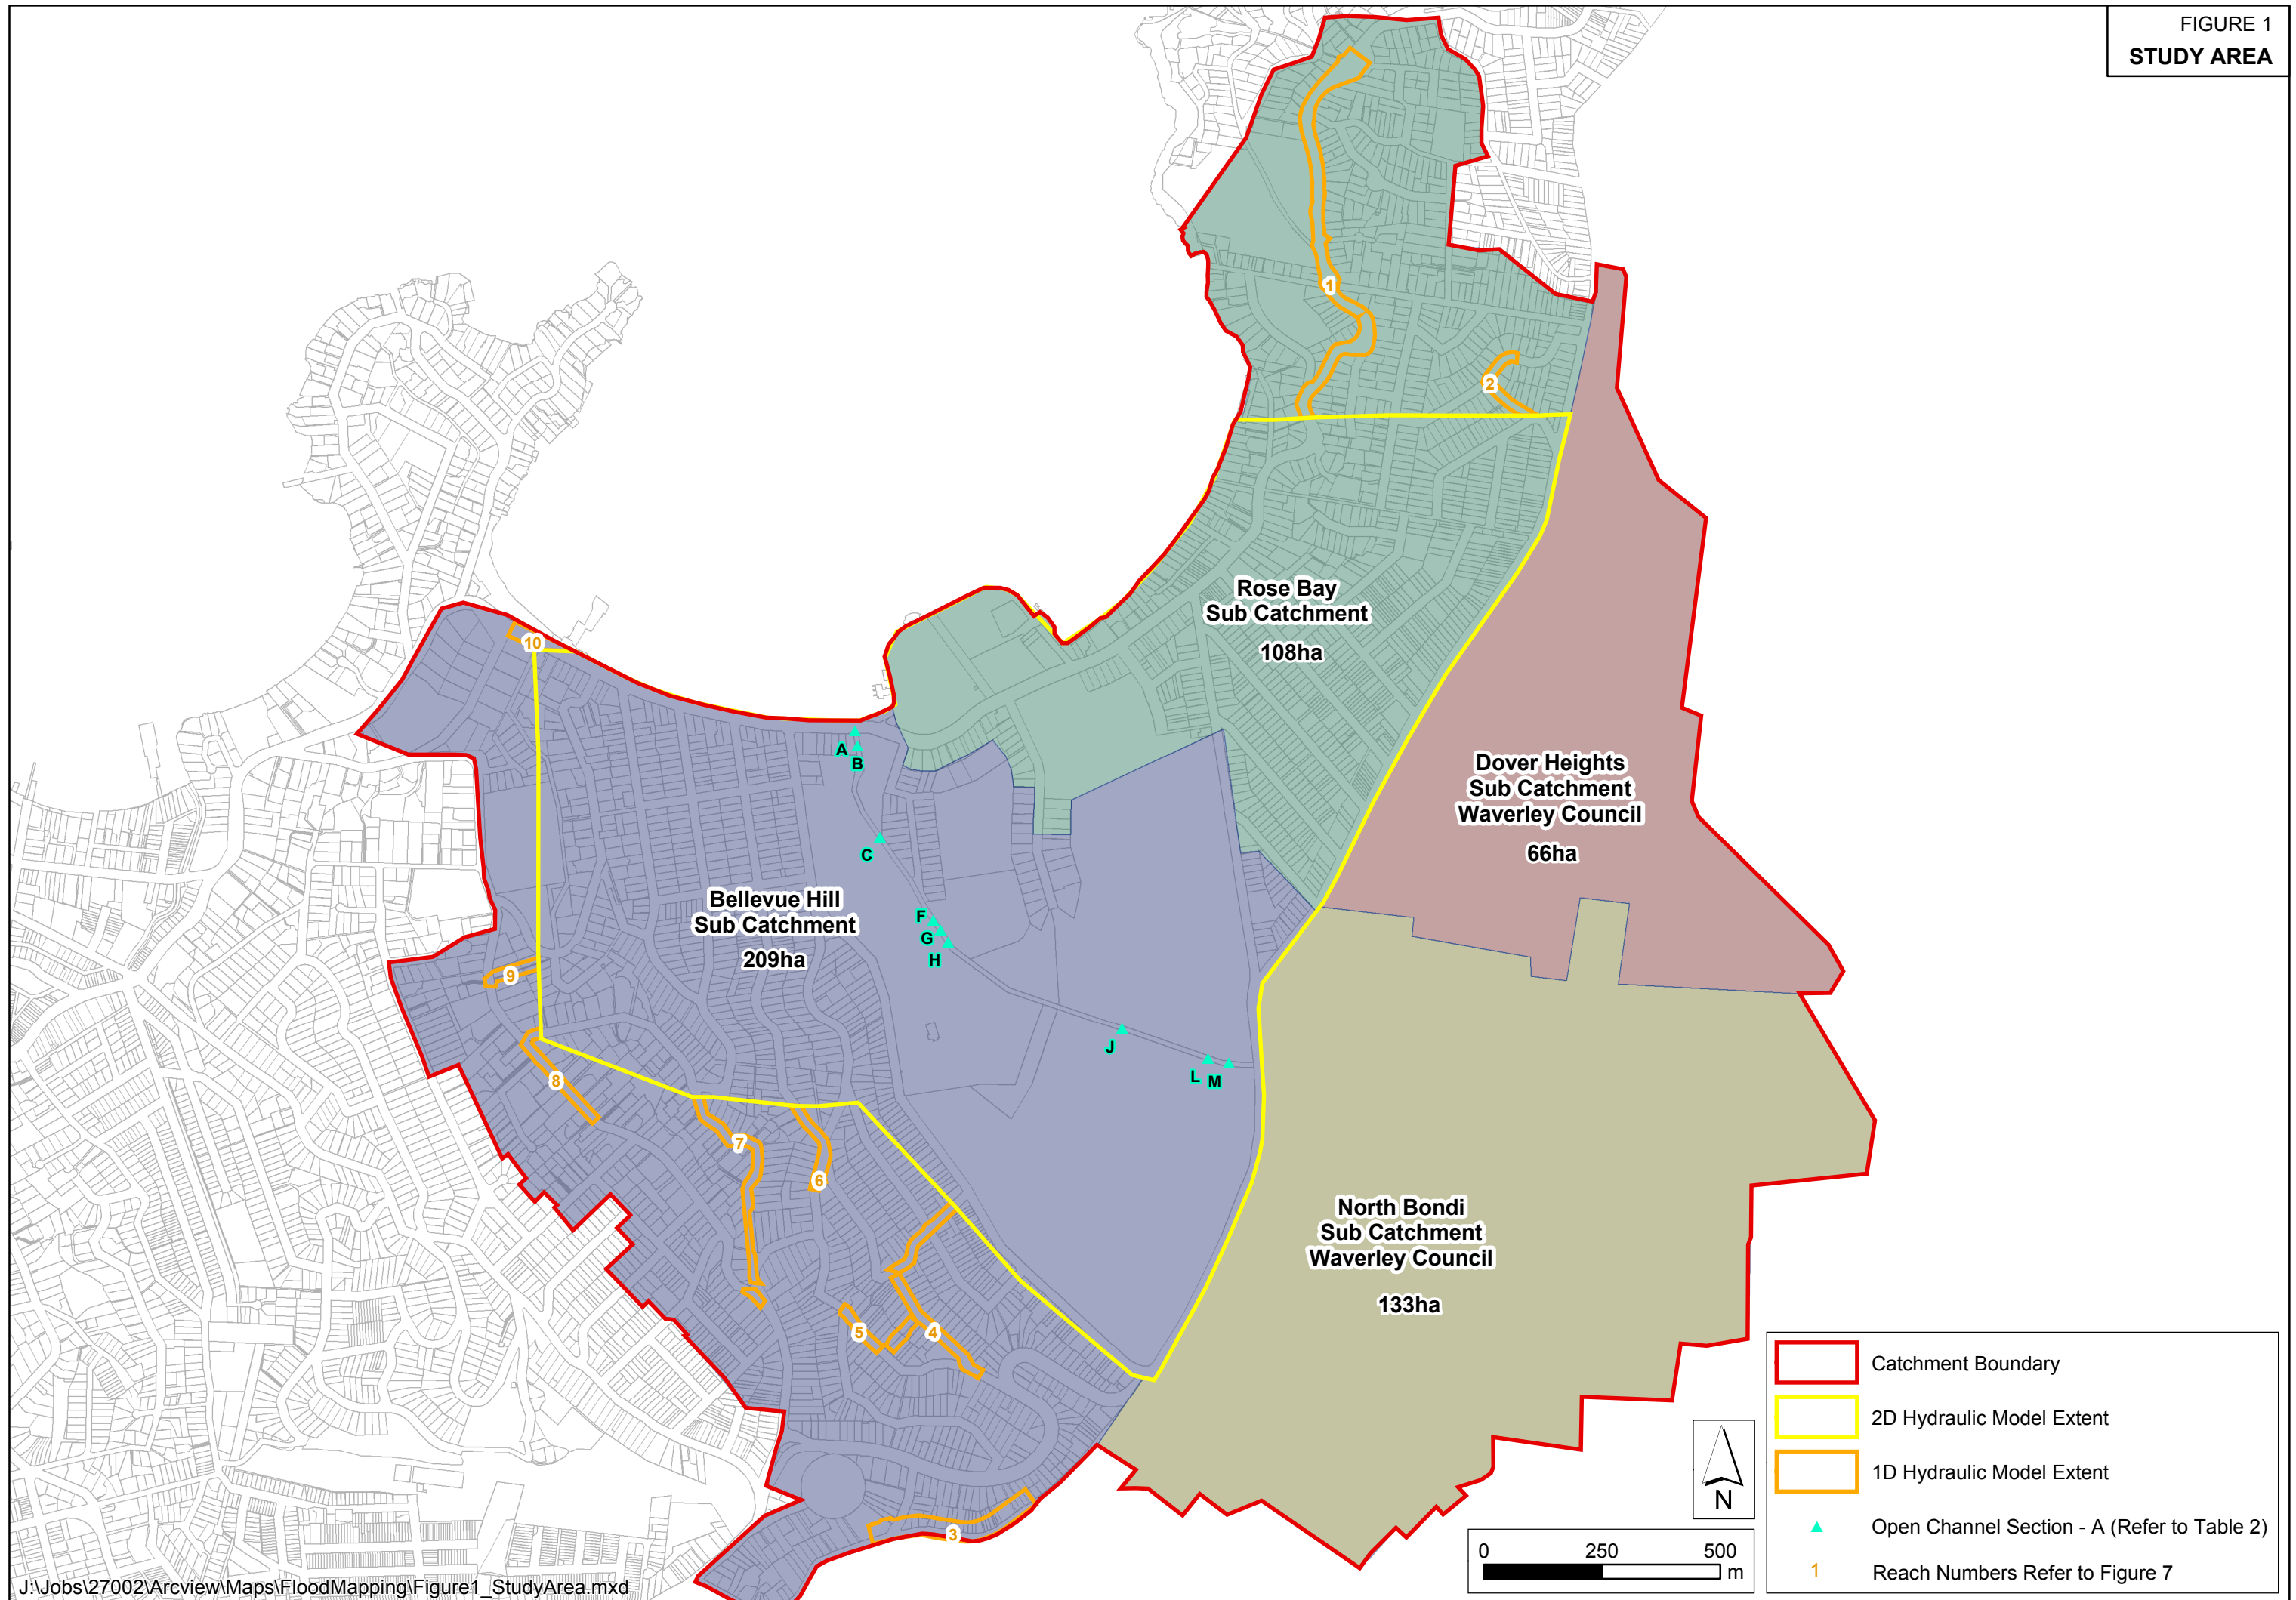 FIGURE 1
STUDY AREA
1
2
Rose Bay
Sub Catchment
108ha
10
A
B
Dover Heights
Sub Catchment
Waverley Council
66ha
C
Bellevue Hill
Sub Catchment
209ha
F
G
H
9
J
L
M
8
7
6
North Bondi
Sub Catchment
Waverley Council
133ha
5
4
3
Catchment Boundary
2D Hydraulic Model Extent
1D Hydraulic Model Extent
Open Channel Section - A (Refer to Table 2)
1 Reach Numbers Refer to Figure 7
N
0 250 500
m
J:\Jobs\27002\Arcview\Maps\FloodMapping\Figure1_StudyArea.mxd